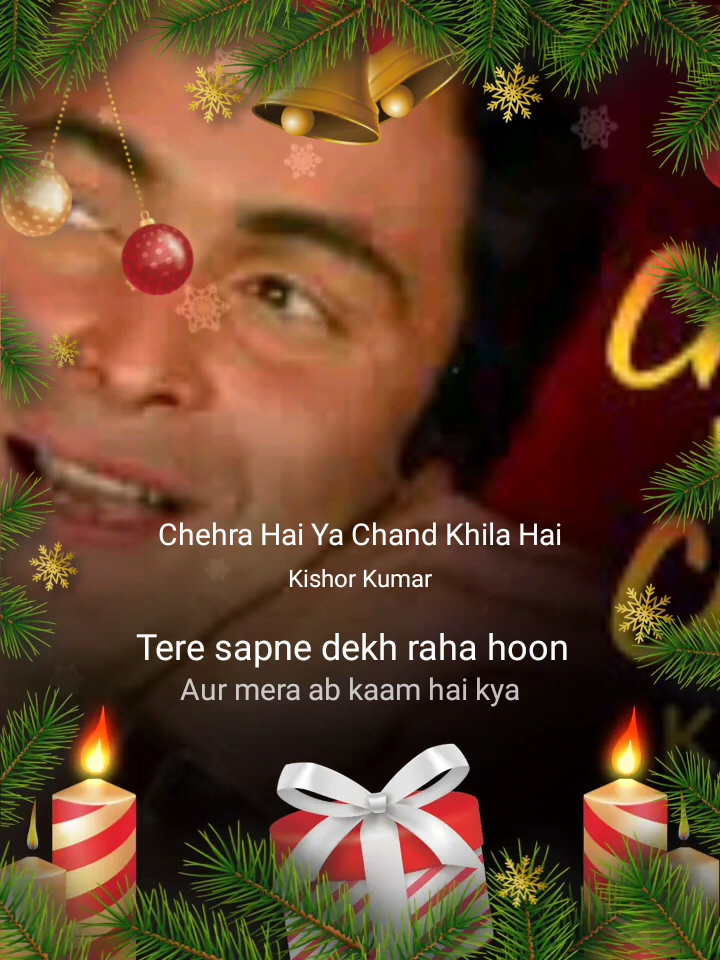 Chehra Hai Ya Chand Khila Hai
Kishor Kumar
Tere sapne dekh raha hoon
Aur mera ab kaam hai kya